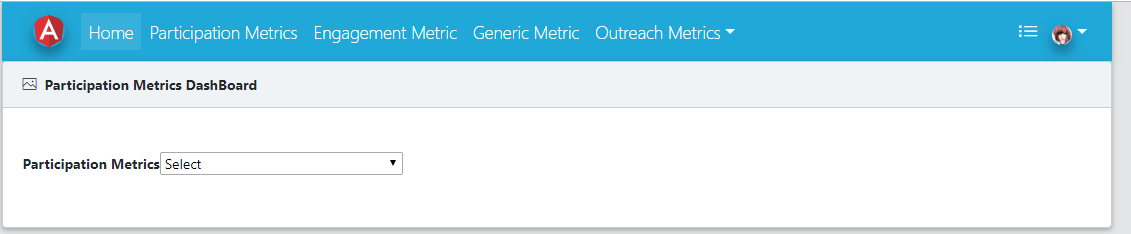 A Home Participation Metrics Engagement Metric Generic Metric Outreach Metrics
Participation Metrics DashBoard
Participation Metrics Select